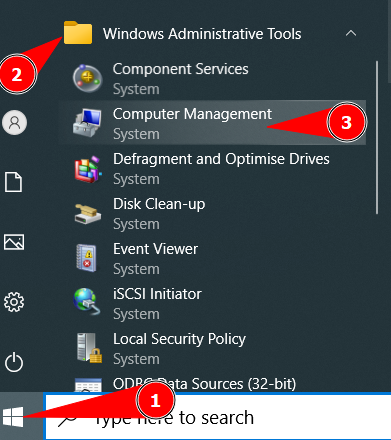 Windows Administrative Tools
2
Component Services
System
Computer Management
System
3
Defragment and Optimise Drives
System
Disk Clean-up
System
Event Viewer
System
iSCSI Initiator
System
Local Security Policy
System
ODBC Data Sources (32-bit)
1
Type here to search